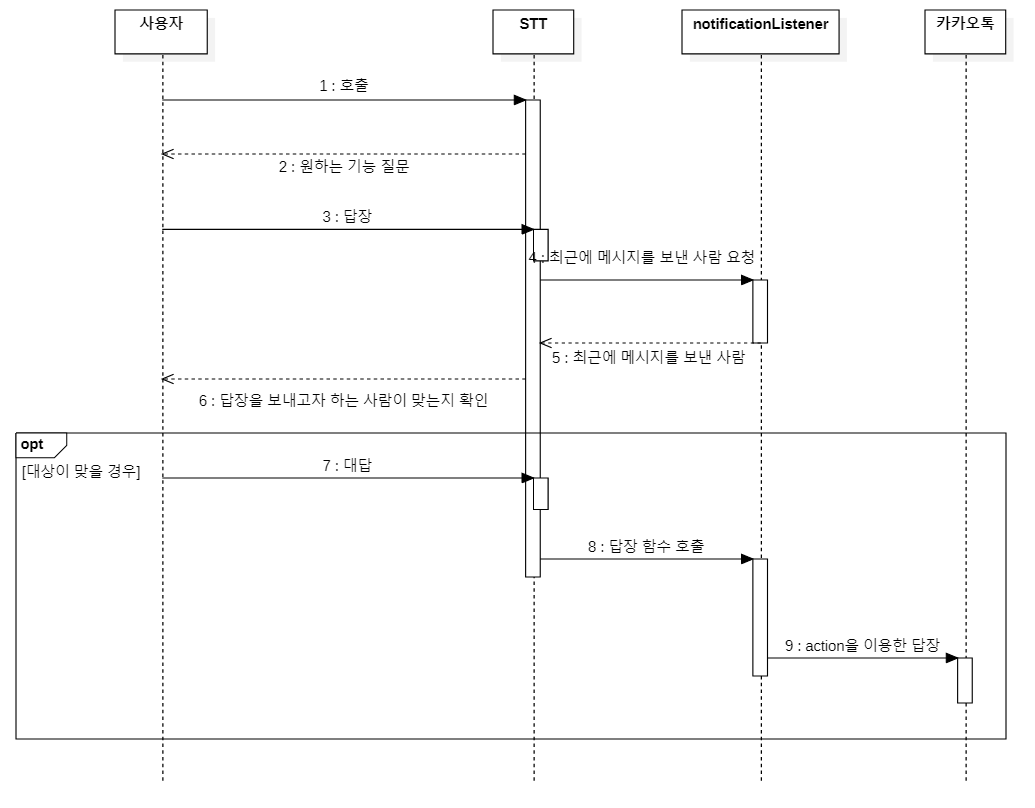 사용자
STT
notificationListener
카카오톡
1 : 호출
2 : 원하는 기능 질문
3 : 답장
4 : 최근에 메시지를 보낸 사람 요청
5 : 최근에 메시지를 보낸 사람
6 : 답장을 보내고자 하는 사람이 맞는지 확인
opt
[대상이 맞을 경우]
7 : 대답
8 : 답장 함수 호출
9 : action을 이용한 답장